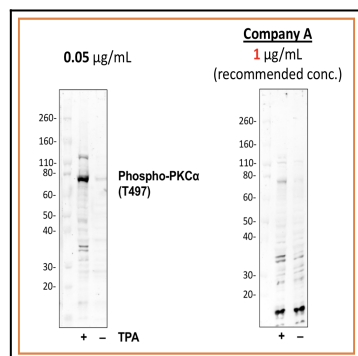 0.05 µg/mL
Company A
1 µg/mL
(recommended conc.)
260-
160-
110-
80-
60-
50-
40-
30-
20-
Phospho-PKCα
(T497)
260-
160-
110-
80-
60-
50-
40-
30-
20-
+ − TPA
+ −